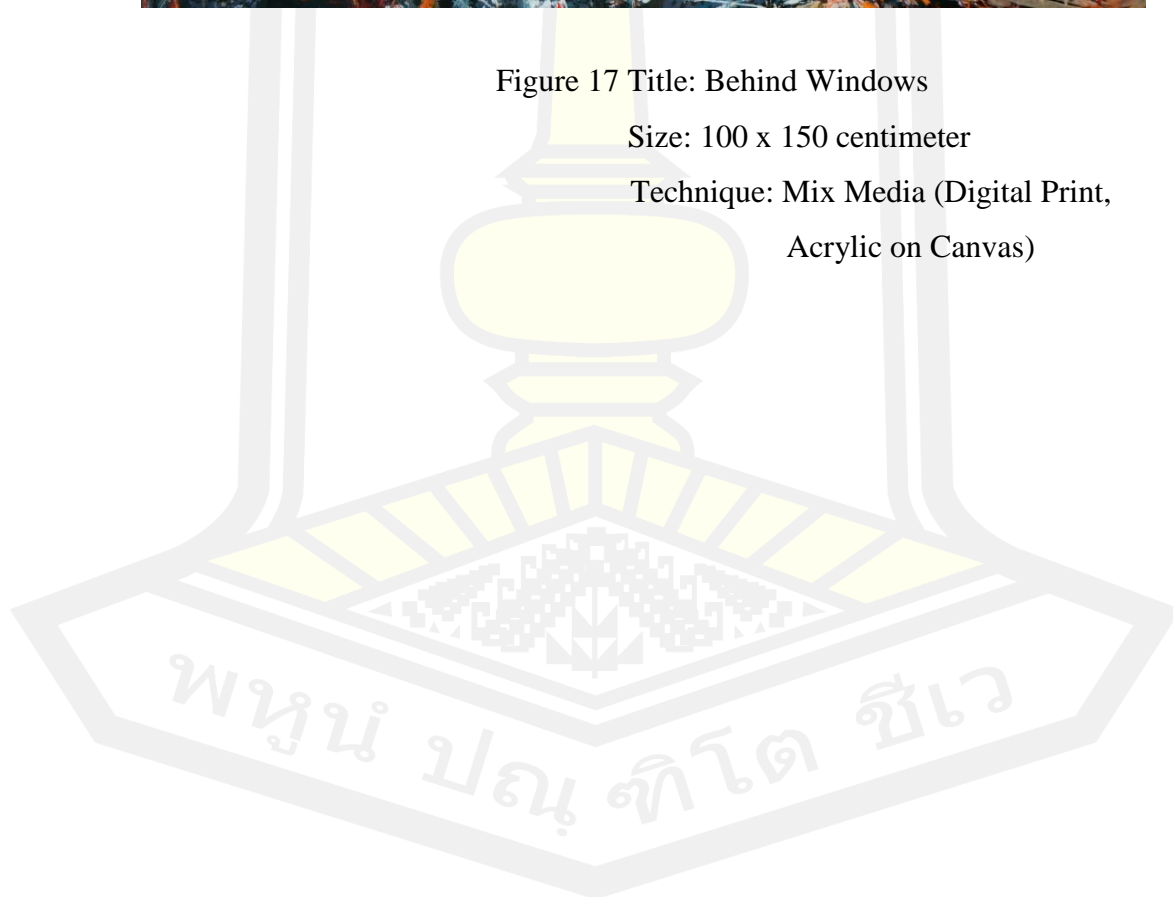 Figure 17 Title: Behind Windows
Size: 100 x 150 centimeter
Technique: Mix Media (Digital Print,
Acrylic on Canvas)
พหูนํ ปณฺฑิโต ชีเว